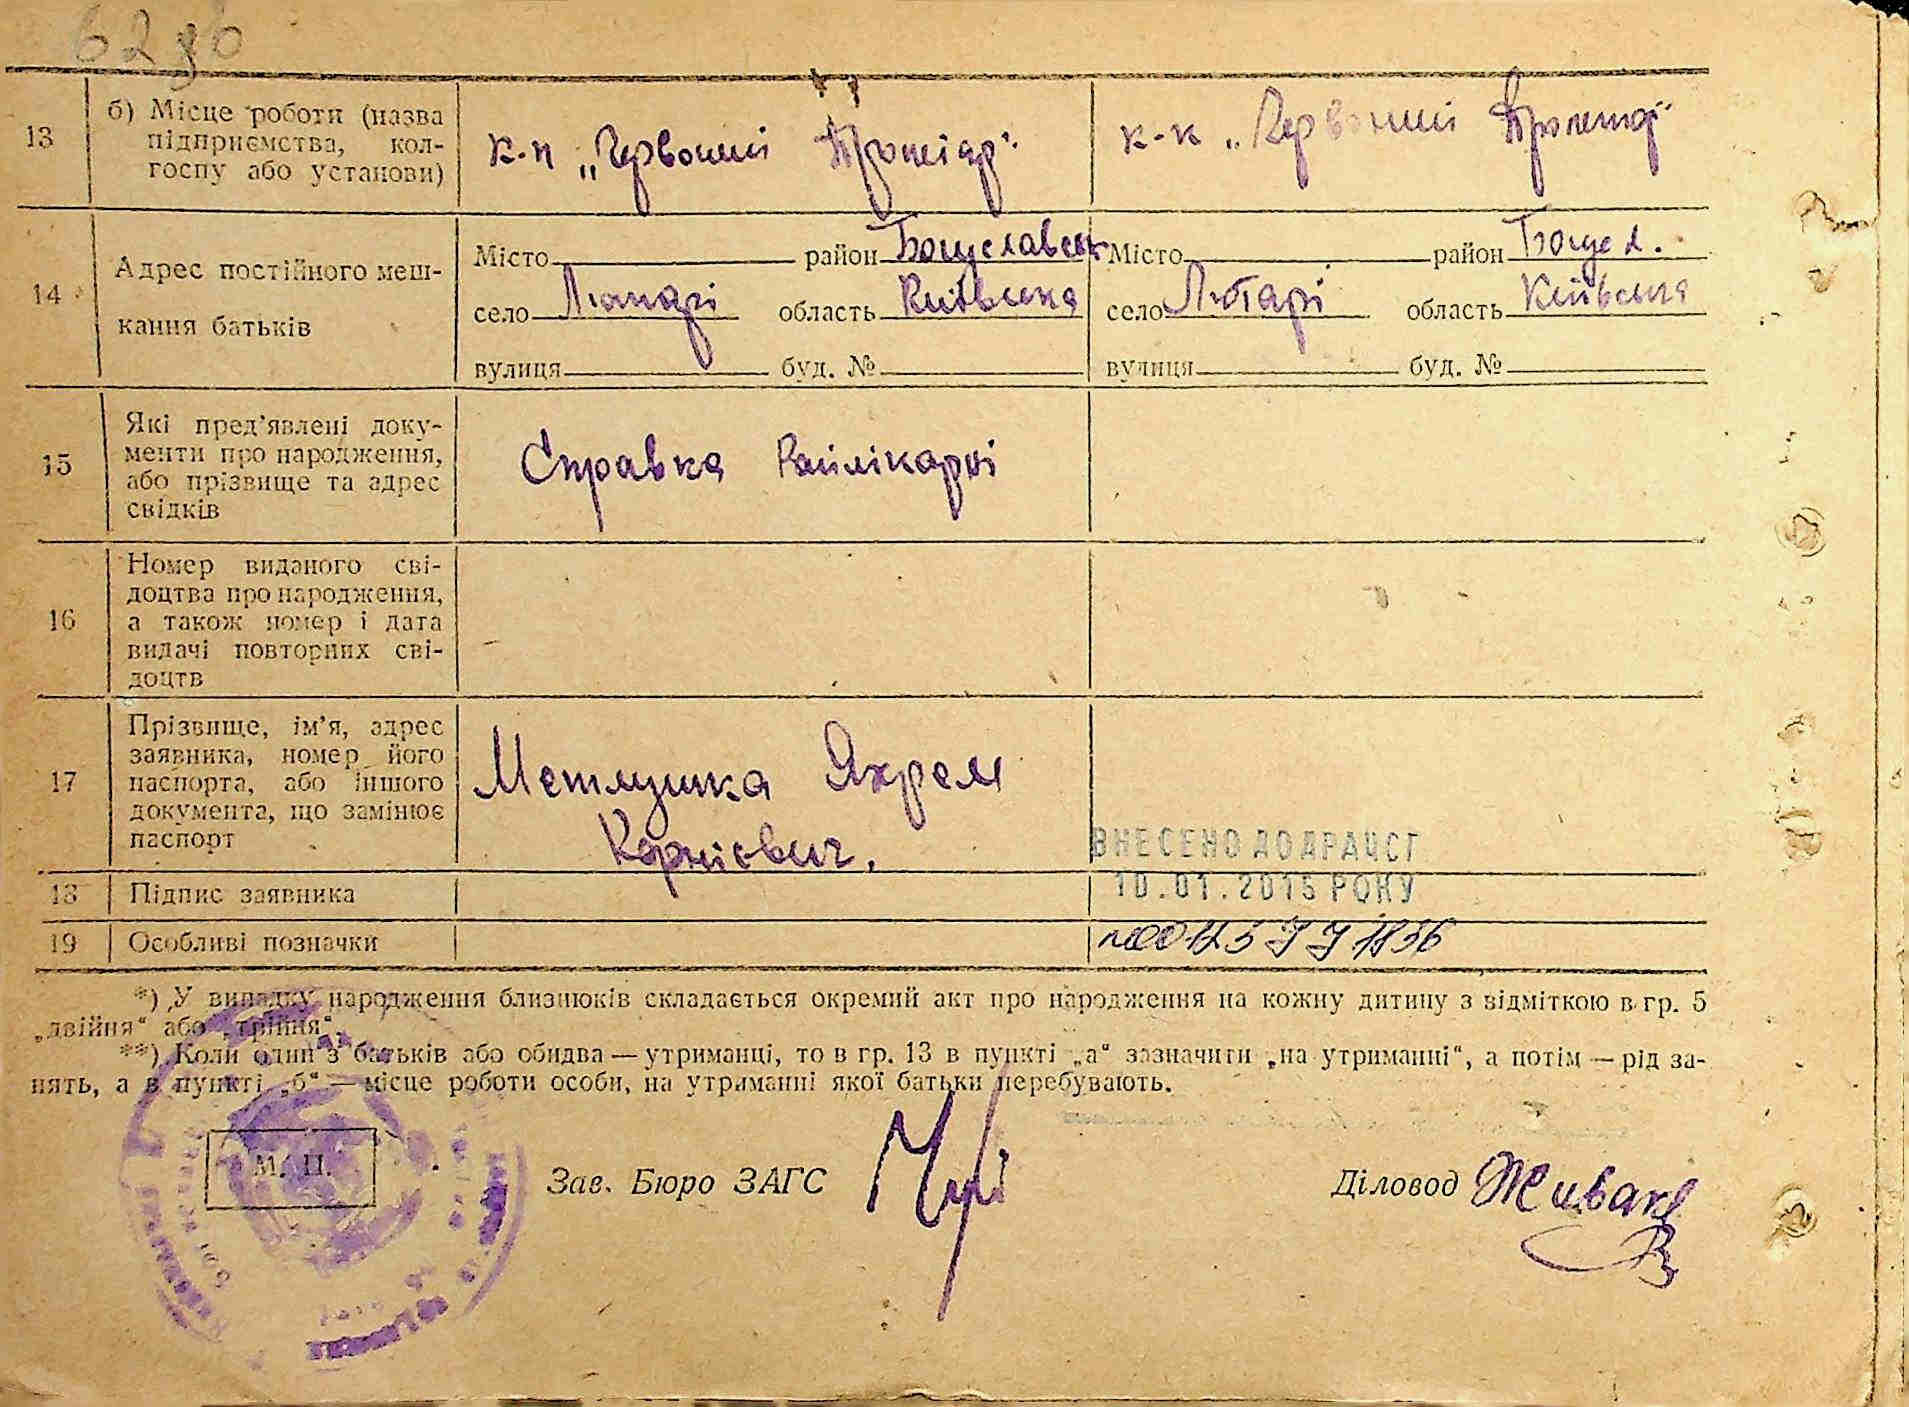 62 зв
13
б) Місце роботи (назва
підприємства, кол-
госпу або установи)
к-п „Червоний
к-к „Червоний
14
Адрес постійного меш-
кання батьків
Місто район Богуславськ
село область Київська
вулиця буд. №
Місто район Богусл.
село Лютарі область Київська
вулиця буд. №
15
Які пред'явлені доку-
менти про народження,
або прізвище та адрес
свідків
Справка Райлікарні
16
Номер виданого сві-
доцтва про народження,
а також номер і дата
видачі повторних сві-
доцтв
17
Прізвище, ім'я, адрес
заявника, номер його
паспорта, або іншого
документа, що замінює
паспорт
Метлушка Яхрем
Корнієвич.
ВНЕСЕНО ДО ДРАЦСГ
10.01.2015 РОКУ
18
Підпис заявника
19
Особливі позначки
*) У випадку народження близнюків складається окремий акт про народження на кожну дитину з відміткою в гр. 5
„двійня“ або „трійня“.
**) Коли один з батьків або обидва — утриманці, то в гр. 13 в пункті „а“ зазначити „на утриманні“, а потім — рід за-
нять, а в пункті „б“ — місце роботи особи, на утриманні якої батьки перебувають.
М. П.
Зав. Бюро ЗАГС
Діловод Живак